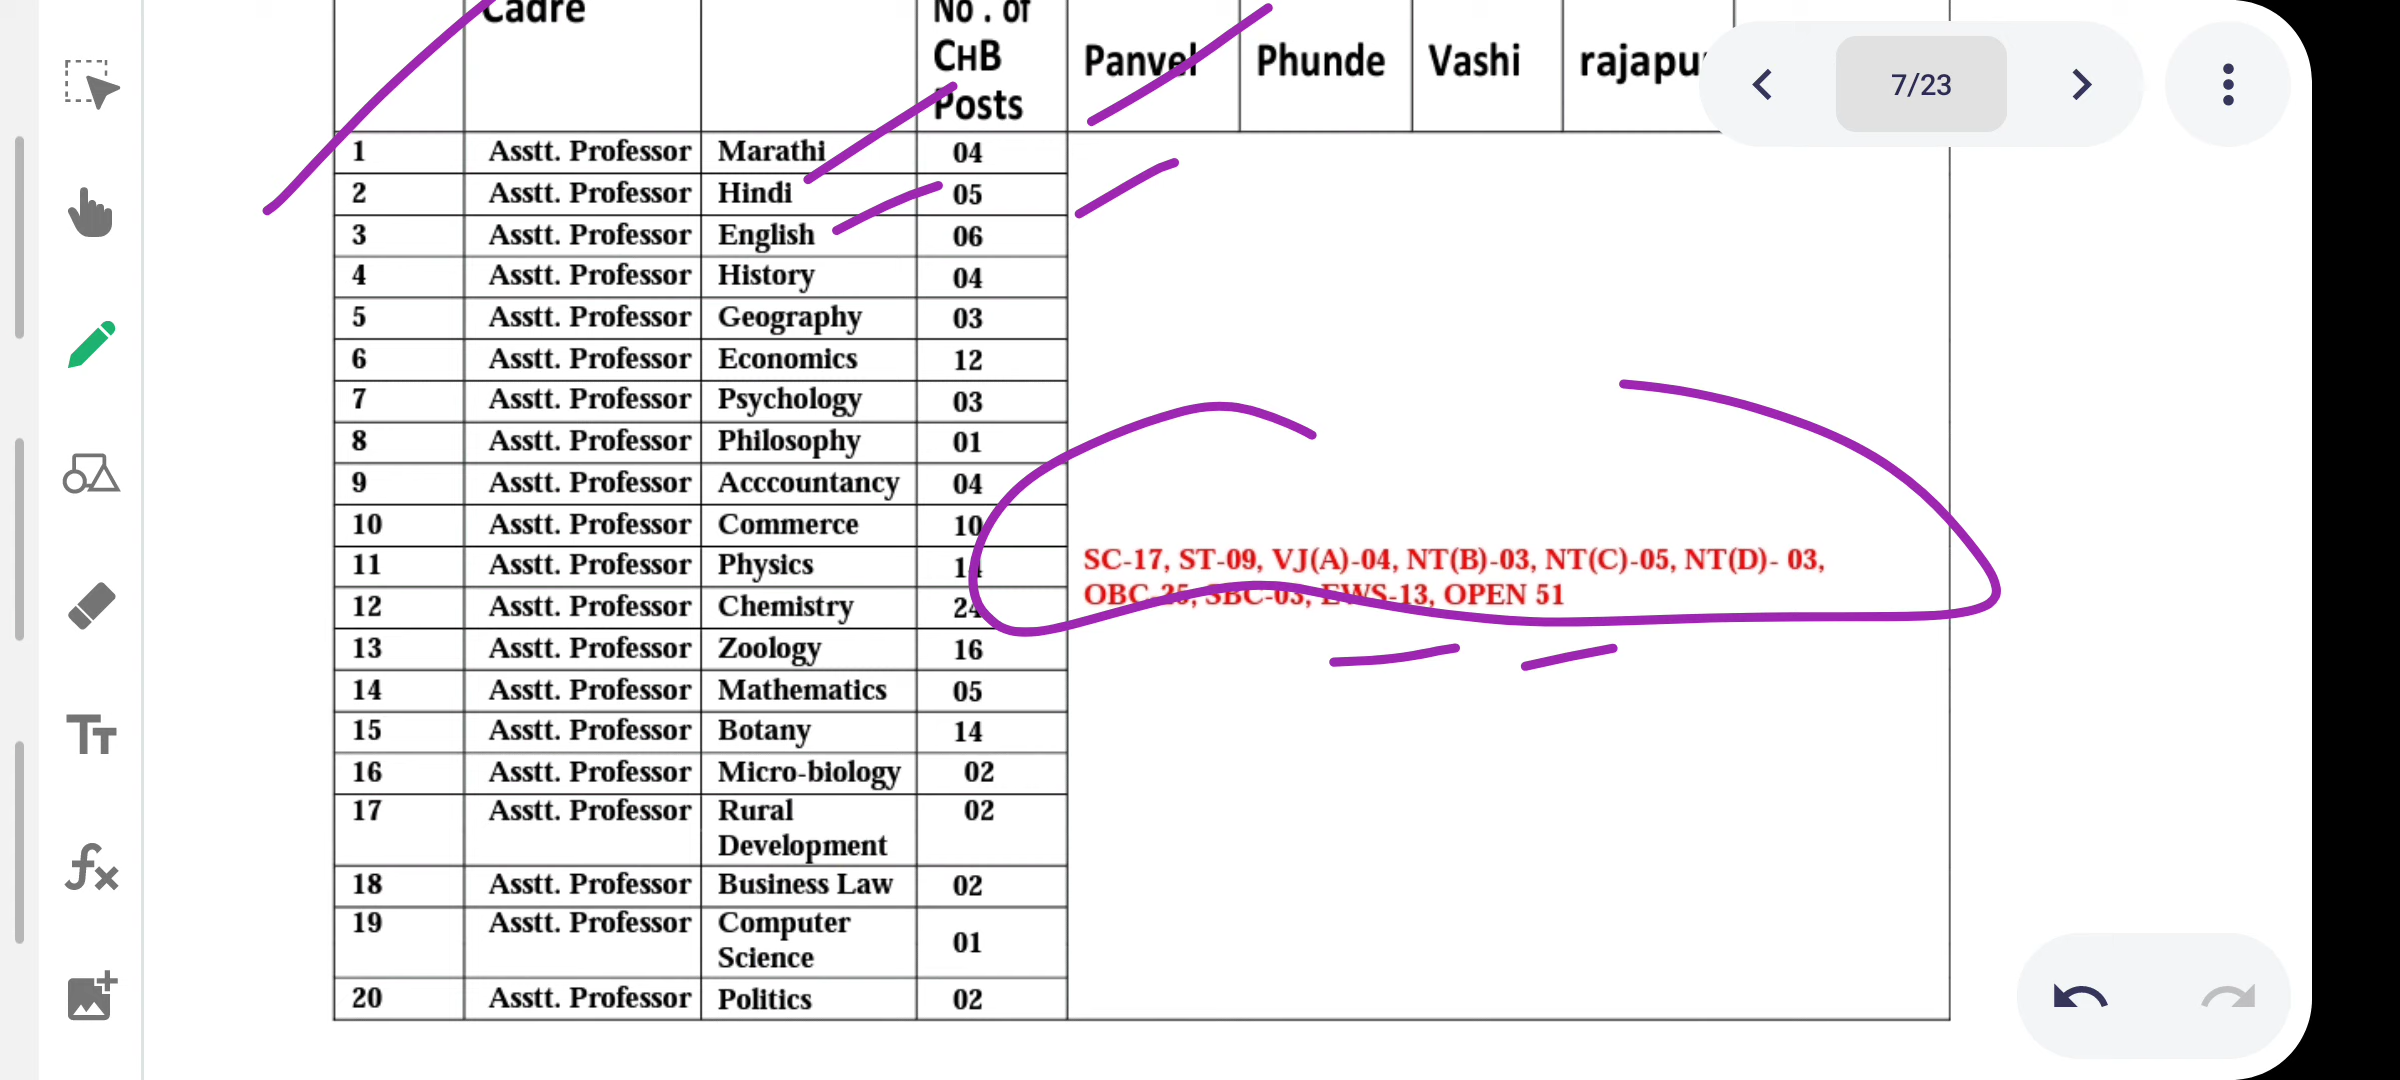 Cadre No . of CHB Posts Panvel Phunde Vashi
7/23
1 Asstt. Professor Marathi 04
2 Asstt. Professor Hindi 05
3 Asstt. Professor English 06
4 Asstt. Professor History 04
5 Asstt. Professor Geography 03
6 Asstt. Professor Economics 12
7 Asstt. Professor Psychology 03
8 Asstt. Professor Philosophy 01
9 Asstt. Professor Acccountancy 04
10 Asstt. Professor Commerce 10
11 Asstt. Professor Physics
12 Asstt. Professor Chemistry 24
SC-17, ST-09, VJ(A)-04, NT(B)-03, NT(C)-05, NT(D)- 03,
SBC-03, EWS-13, OPEN 51
13 Asstt. Professor Zoology 16
14 Asstt. Professor Mathematics 05
15 Asstt. Professor Botany 14
16 Asstt. Professor Micro-biology 02
17 Asstt. Professor Rural Development 02
18 Asstt. Professor Business Law 02
19 Asstt. Professor Computer Science 01
20 Asstt. Professor Politics 02
Tт
fx